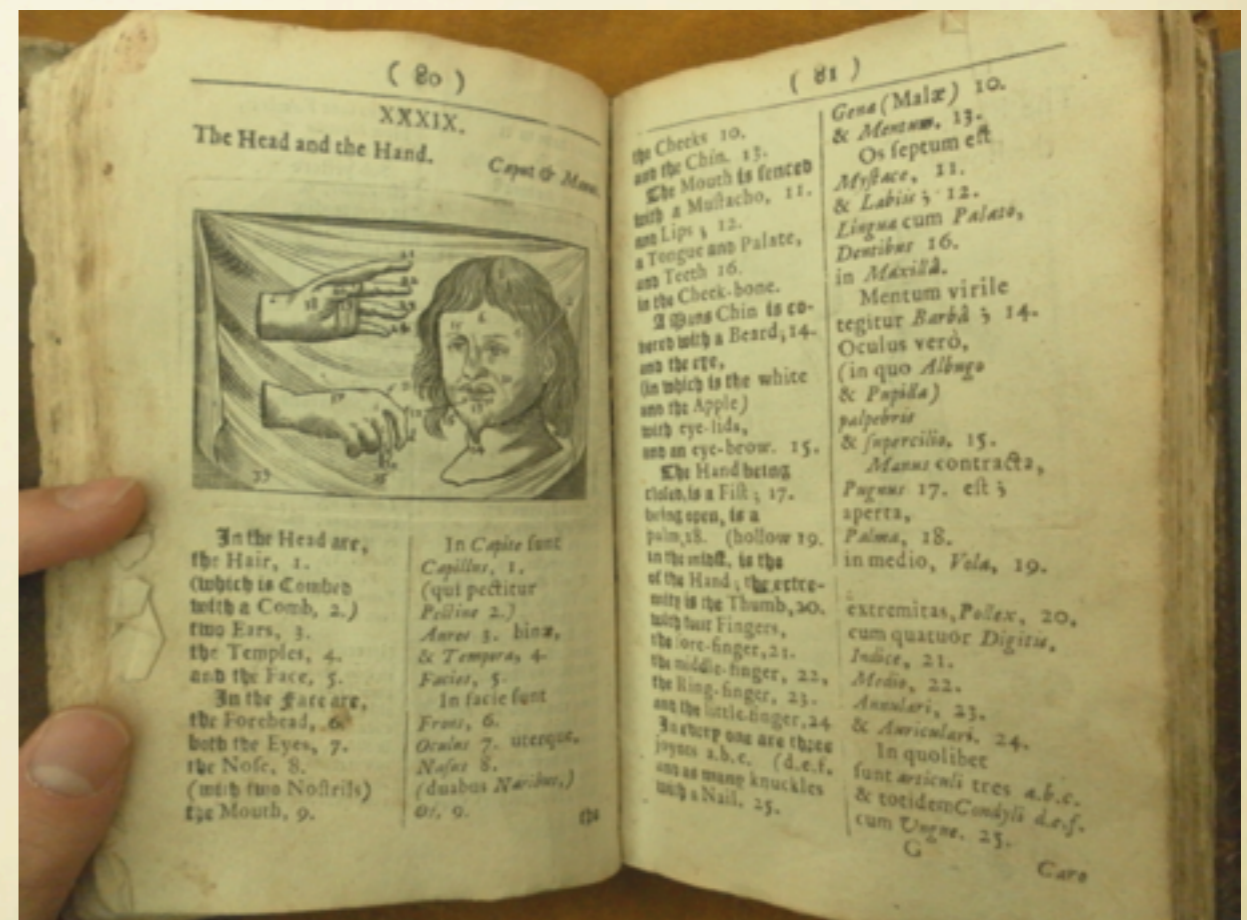 ( 80 )
XXXIX.
The Head and the Hand.
Caput & Manus.
39
In the Head are,
the Hair, 1.
(which is Combed
with a Comb, 2.)
two Ears, 3.
the Temples, 4.
and the Face, 5.
In the Face are,
the Forehead, 6.
both the Eyes, 7.
the Nose, 8.
(with two Nostrils)
the Mouth, 9.
In Capite sunt
Capillus, 1.
(qui pectitur
Pectine 2.)
Aures 3. binæ,
& Tempora, 4.
Facies, 5.
In facie sunt
Frons, 6.
Oculus 7. uterque,
Nasus 8.
(duabus Naribus,)
Os, 9.
the
( 81 )
the Cheeks 10.
and the Chin. 13.
The Mouth is fenced
with a Mustacho, 11.
and Lips ; 12.
a Tongue and Palate,
and Teeth 16.
in the Cheek-bone.
A Mans Chin is co-
vered with a Beard; 14.
and the eye,
(in which is the white
and the Apple)
with eye-lids,
and an eye-brow. 15.
The Hand being
closed, is a Fist ; 17.
being open, is a
palm, 18. (hollow 19.
in the midst, is the
of the Hand ; the extre-
mity is the Thumb, 20.
with four Fingers,
the fore-finger, 21.
the middle-finger, 22,
the Ring-finger, 23.
and the little-finger, 24
In every one are three
joynts a.b.c. (d.e.f.
and as many knuckles
with a Nail, 25.
Genæ (Malæ) 10.
& Mentum, 13.
Os septum est
Mystace, 11.
& Labiis ; 12.
Lingua cum Palato,
Dentibus 16.
in Maxillâ.
Mentum virile
tegitur Barbâ ; 14.
Oculus verò,
(in quo Albugo
& Pupilla)
palpebris
& supercilio. 15.
Manus contracta,
Pugnus 17. est ;
aperta,
Palma, 18.
in medio, Vola, 19.
extremitas, Pollex, 20,
cum quatuor Digitis,
Indice, 21.
Medio, 22.
Annulari, 23.
& Auriculari. 24.
In quolibet
sunt articuli tres a.b.c.
& totidem Condyli d.e.f.
cum Ungue. 25.
G
Caro